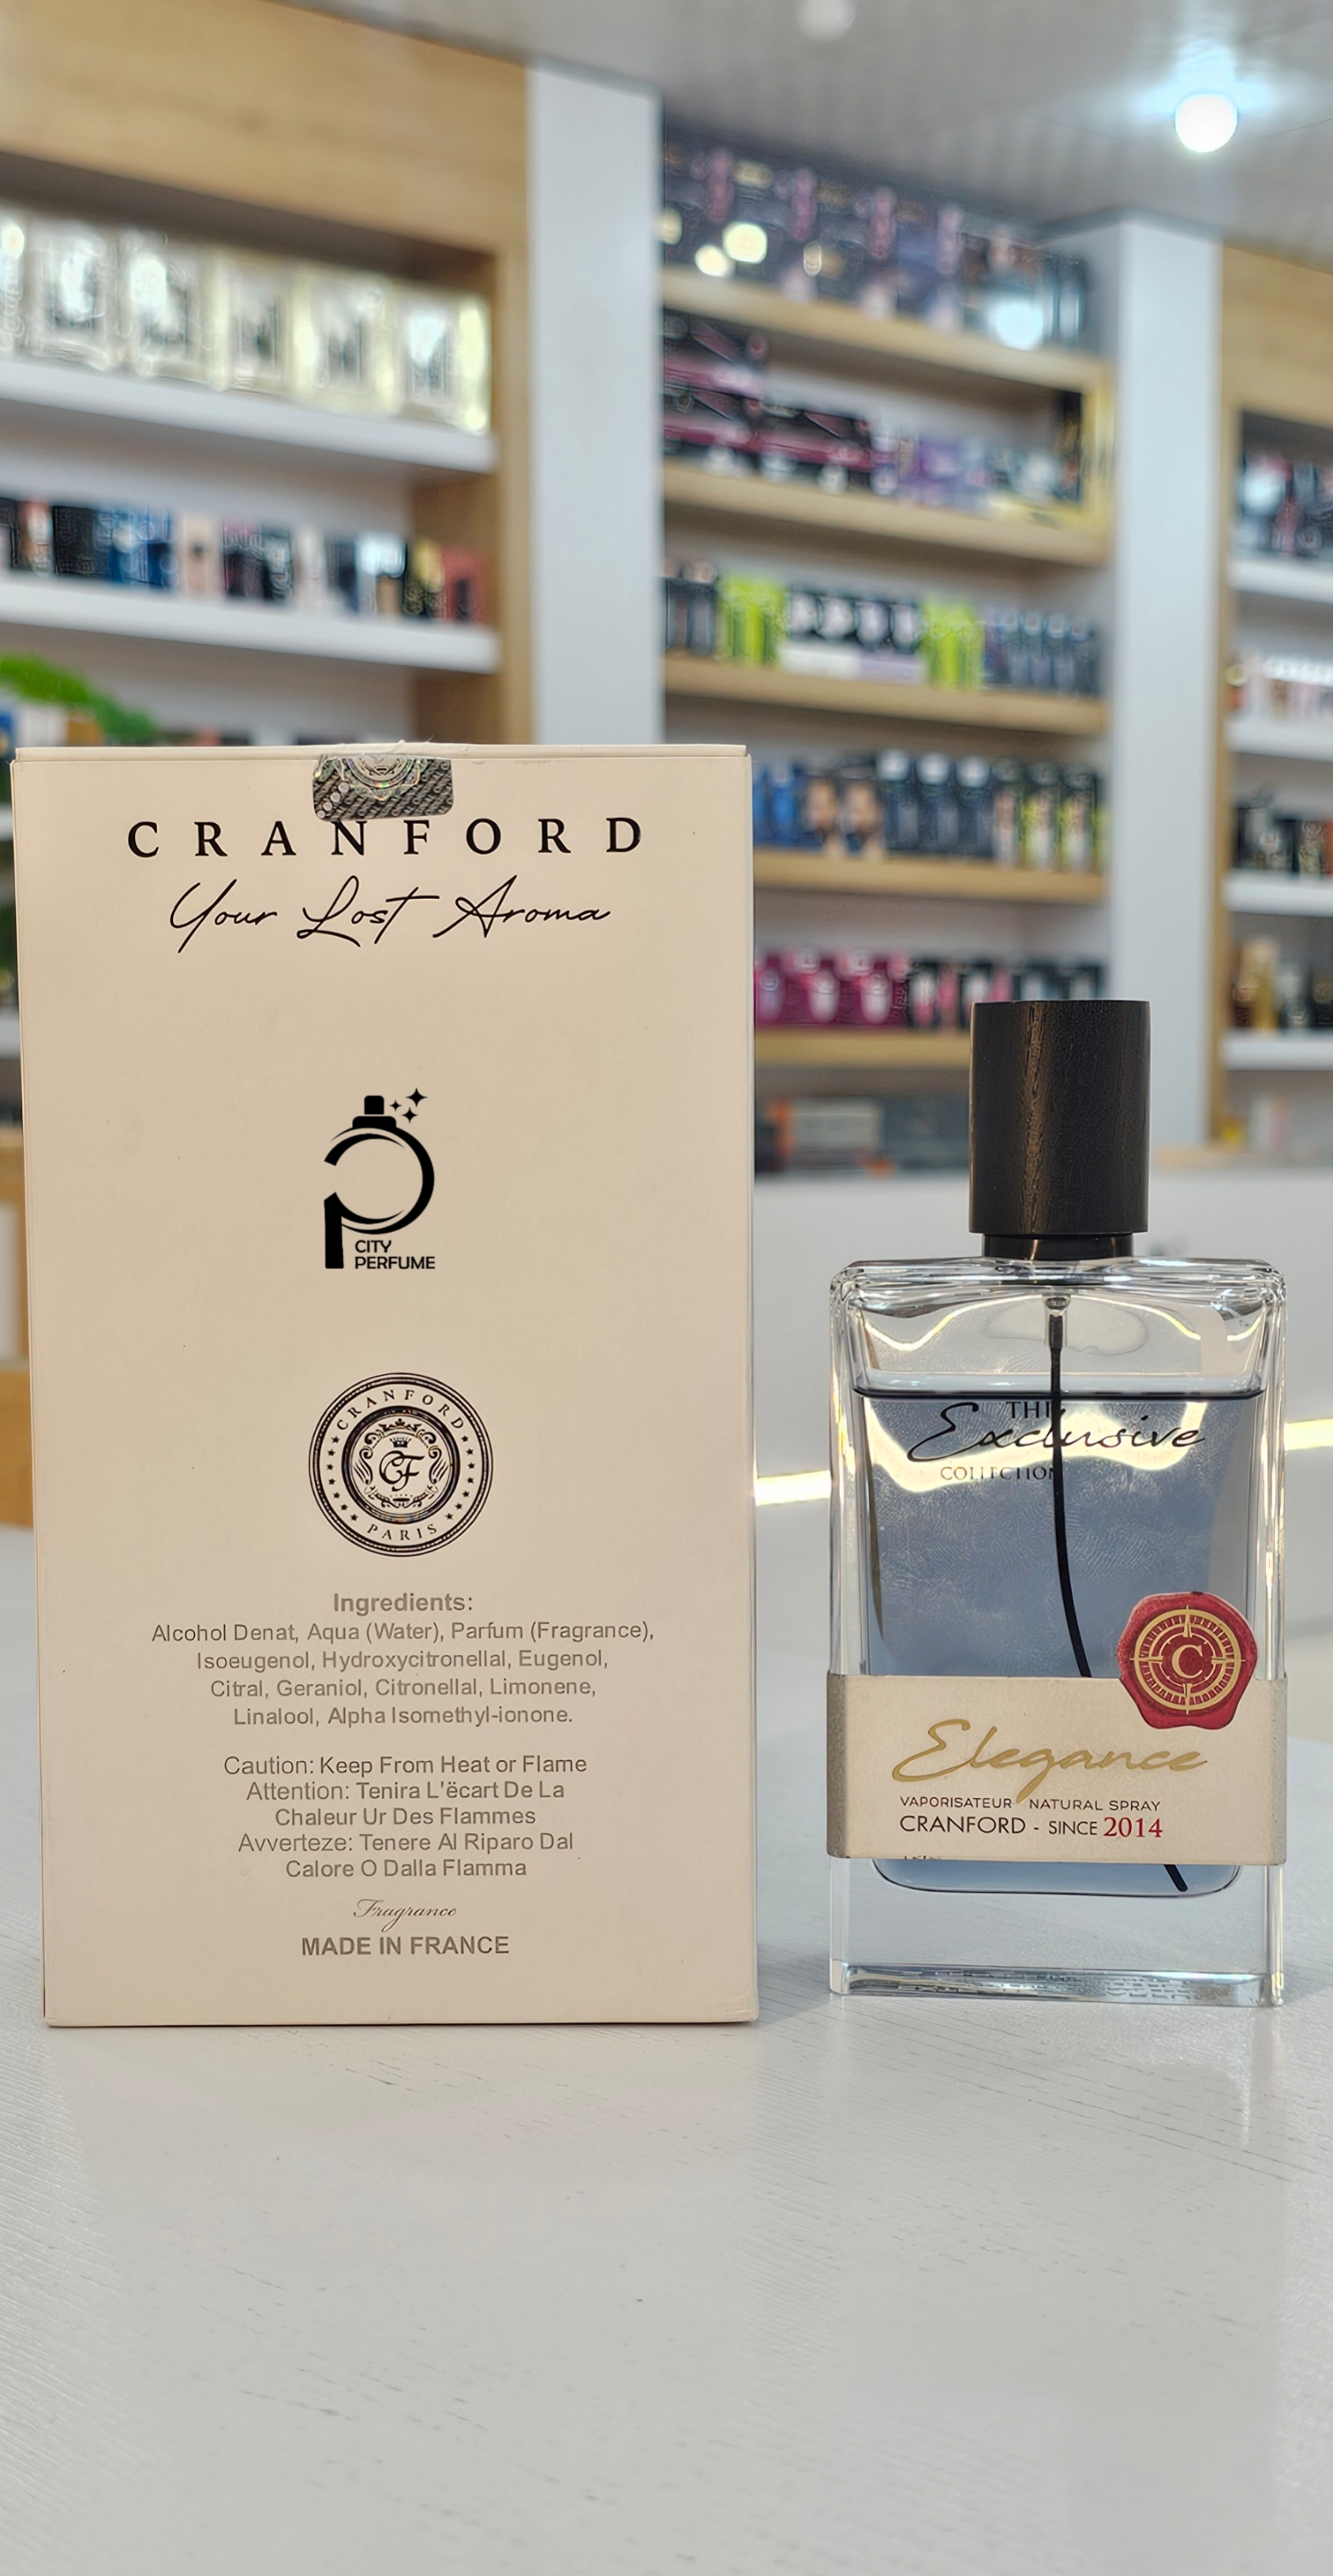 CRANFORD
Your Lost Aroma
CITY
PERFUME
CRANFORD
CF
PARIS
Ingredients:
Alcohol Denat, Aqua (Water), Parfum (Fragrance),
Isoeugenol, Hydroxycitronellal, Eugenol,
Citral, Geraniol, Citronellal, Limonene,
Linalool, Alpha Isomethyl-ionone.
Caution: Keep From Heat or Flame
Attention: Tenira L'ëcart De La
Chaleur Ur Des Flammes
Avverteze: Tenere Al Riparo Dal
Calore O Dalla Flamma
Fragrance
MADE IN FRANCE
THE
Exclusive
COLLECTION
C
Elegance
VAPORISATEUR NATURAL SPRAY
CRANFORD - SINCE 2014